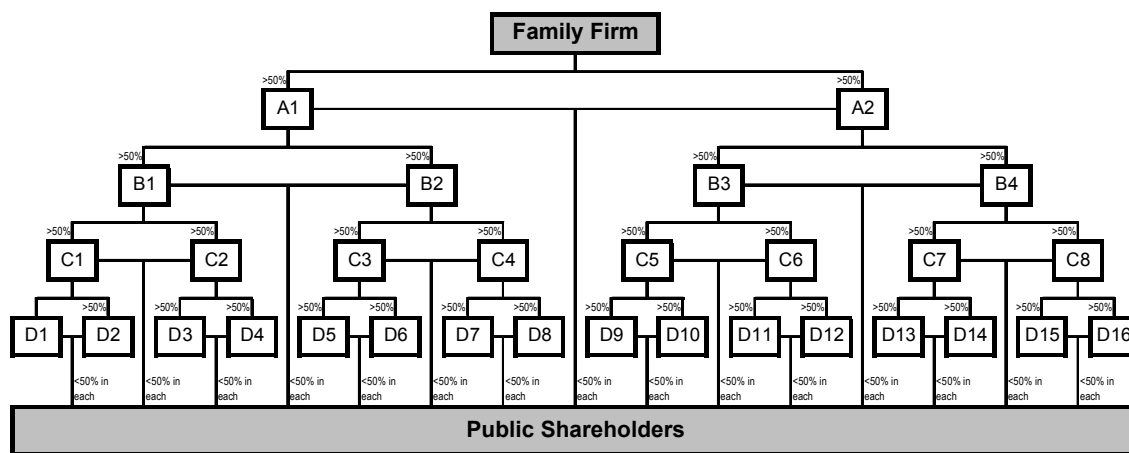 Family Firm
>50% >50%
A1 A2
>50% >50% >50% >50%
B1 B2 B3 B4
>50% >50% >50% >50% >50% >50% >50% >50%
C1 C2 C3 C4 C5 C6 C7 C8
>50% >50% >50% >50% >50% >50% >50% >50% >50% >50% >50% >50% >50% >50% >50%
D1 D2 D3 D4 D5 D6 D7 D8 D9 D10 D11 D12 D13 D14 D15 D16
<50% in <50% in <50% in <50% in <50% in <50% in <50% in <50% in <50% in <50% in <50% in <50% in <50% in <50% in <50% in
each each each each each each each each each each each each each each each
Public Shareholders